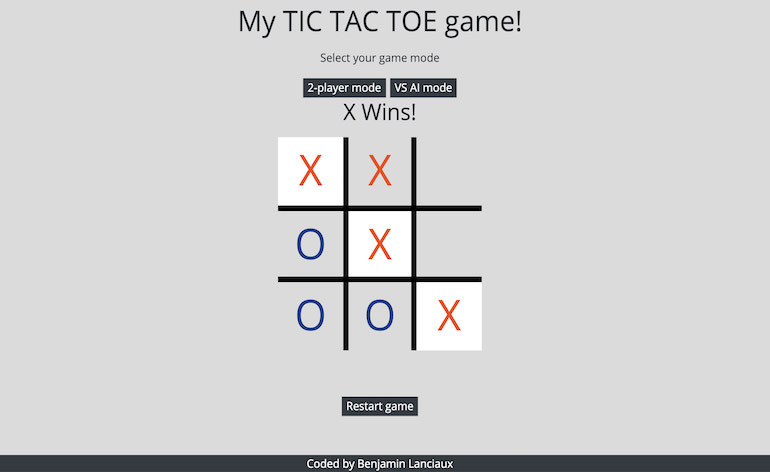 My TIC TAC TOE game!
Select your game mode
2-player mode VS AI mode
X Wins!
X X
O X
O O X
Restart game
Coded by Benjamin Lanciaux